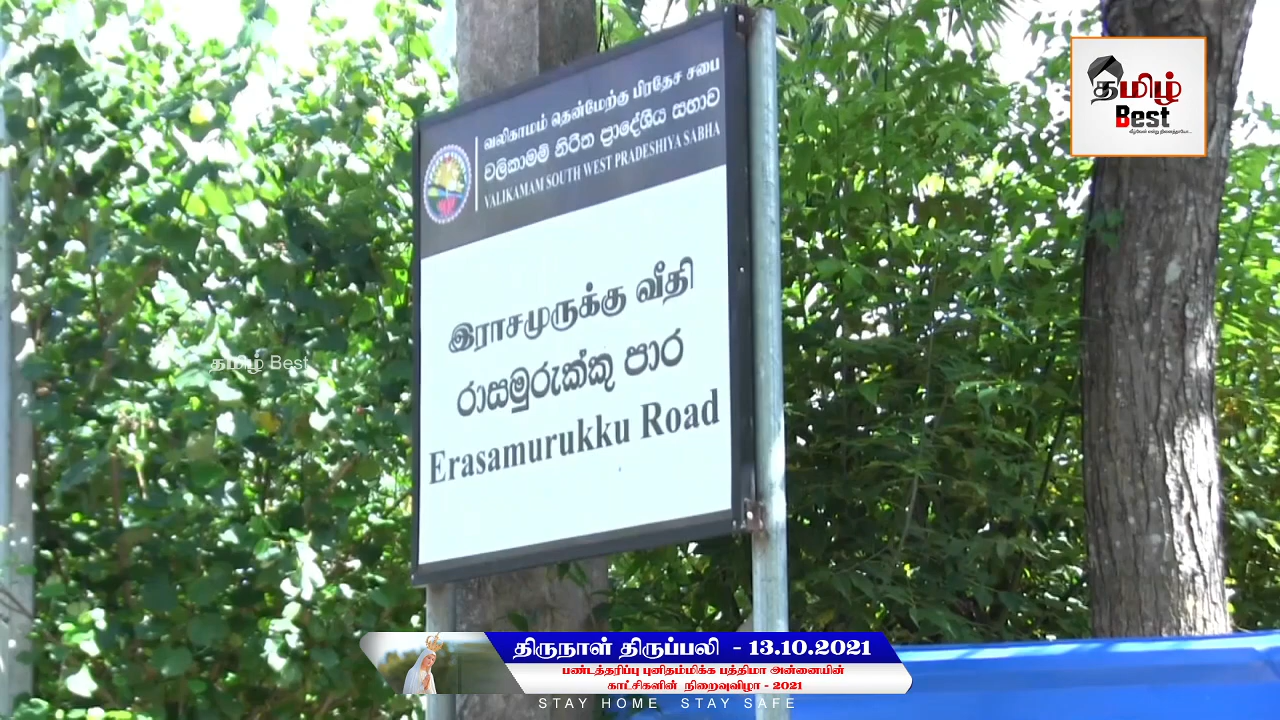 வலிகாமம் தென்மேற்கு பிரதேச சபை
වලිකාමම් නිරිත ප්‍රාදේශීය සභාව
VALIKAMAM SOUTH WEST PRADESHIYA SABHA
இராசமுருக்கு வீதி
රාසමුරුක්කු පාර
Erasamurukku Road
தமிழ்
Best
தமிழ் Best
திருநாள் திருப்பலி - 13.10.2021
பண்டத்தரிப்பு புனிதம்மிக்க பத்திமா அன்னையின்
காட்சிகளின் நிறைவுவிழா - 2021
STAY HOME STAY SAFE